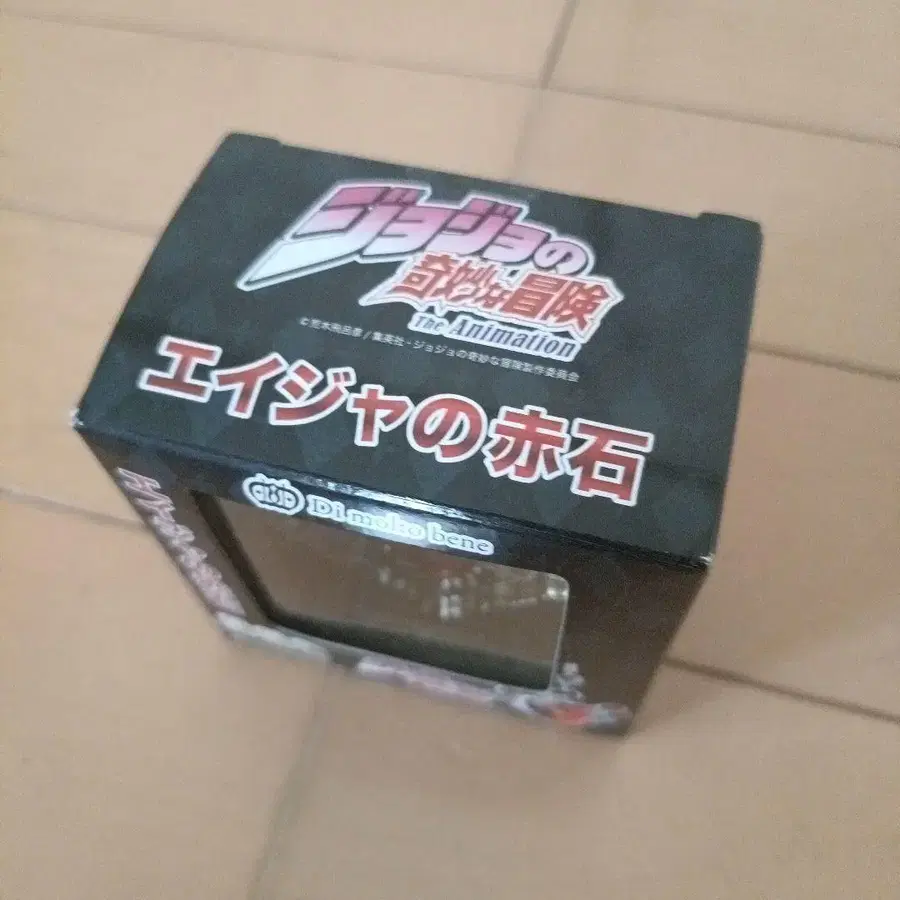 ジョジョの
奇妙な冒険
The Animation
©荒木飛呂彦/集英社・ジョジョの奇妙な冒険製作委員会
エイジャの赤石
Di moko bene